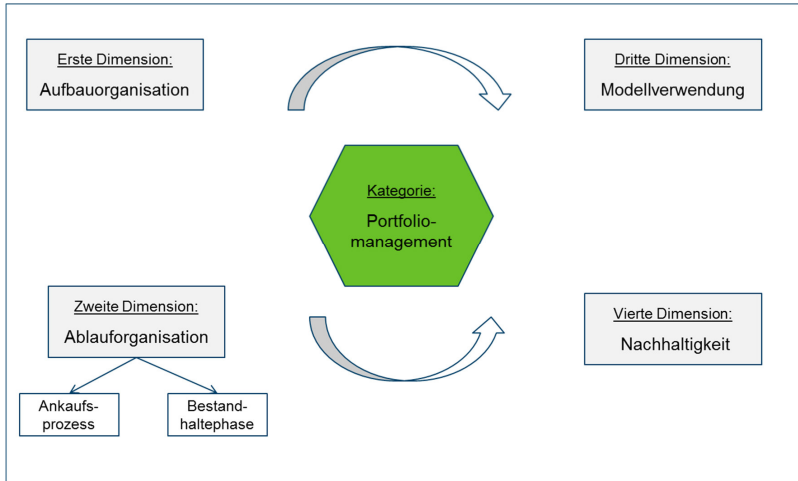 Erste Dimension:
Aufbauorganisation
Dritte Dimension:
Modellverwendung
Kategorie:
Portfolio-
management
Zweite Dimension:
Ablauforganisation
Ankaufs-
prozess
Bestand-
haltephase
Vierte Dimension:
Nachhaltigkeit